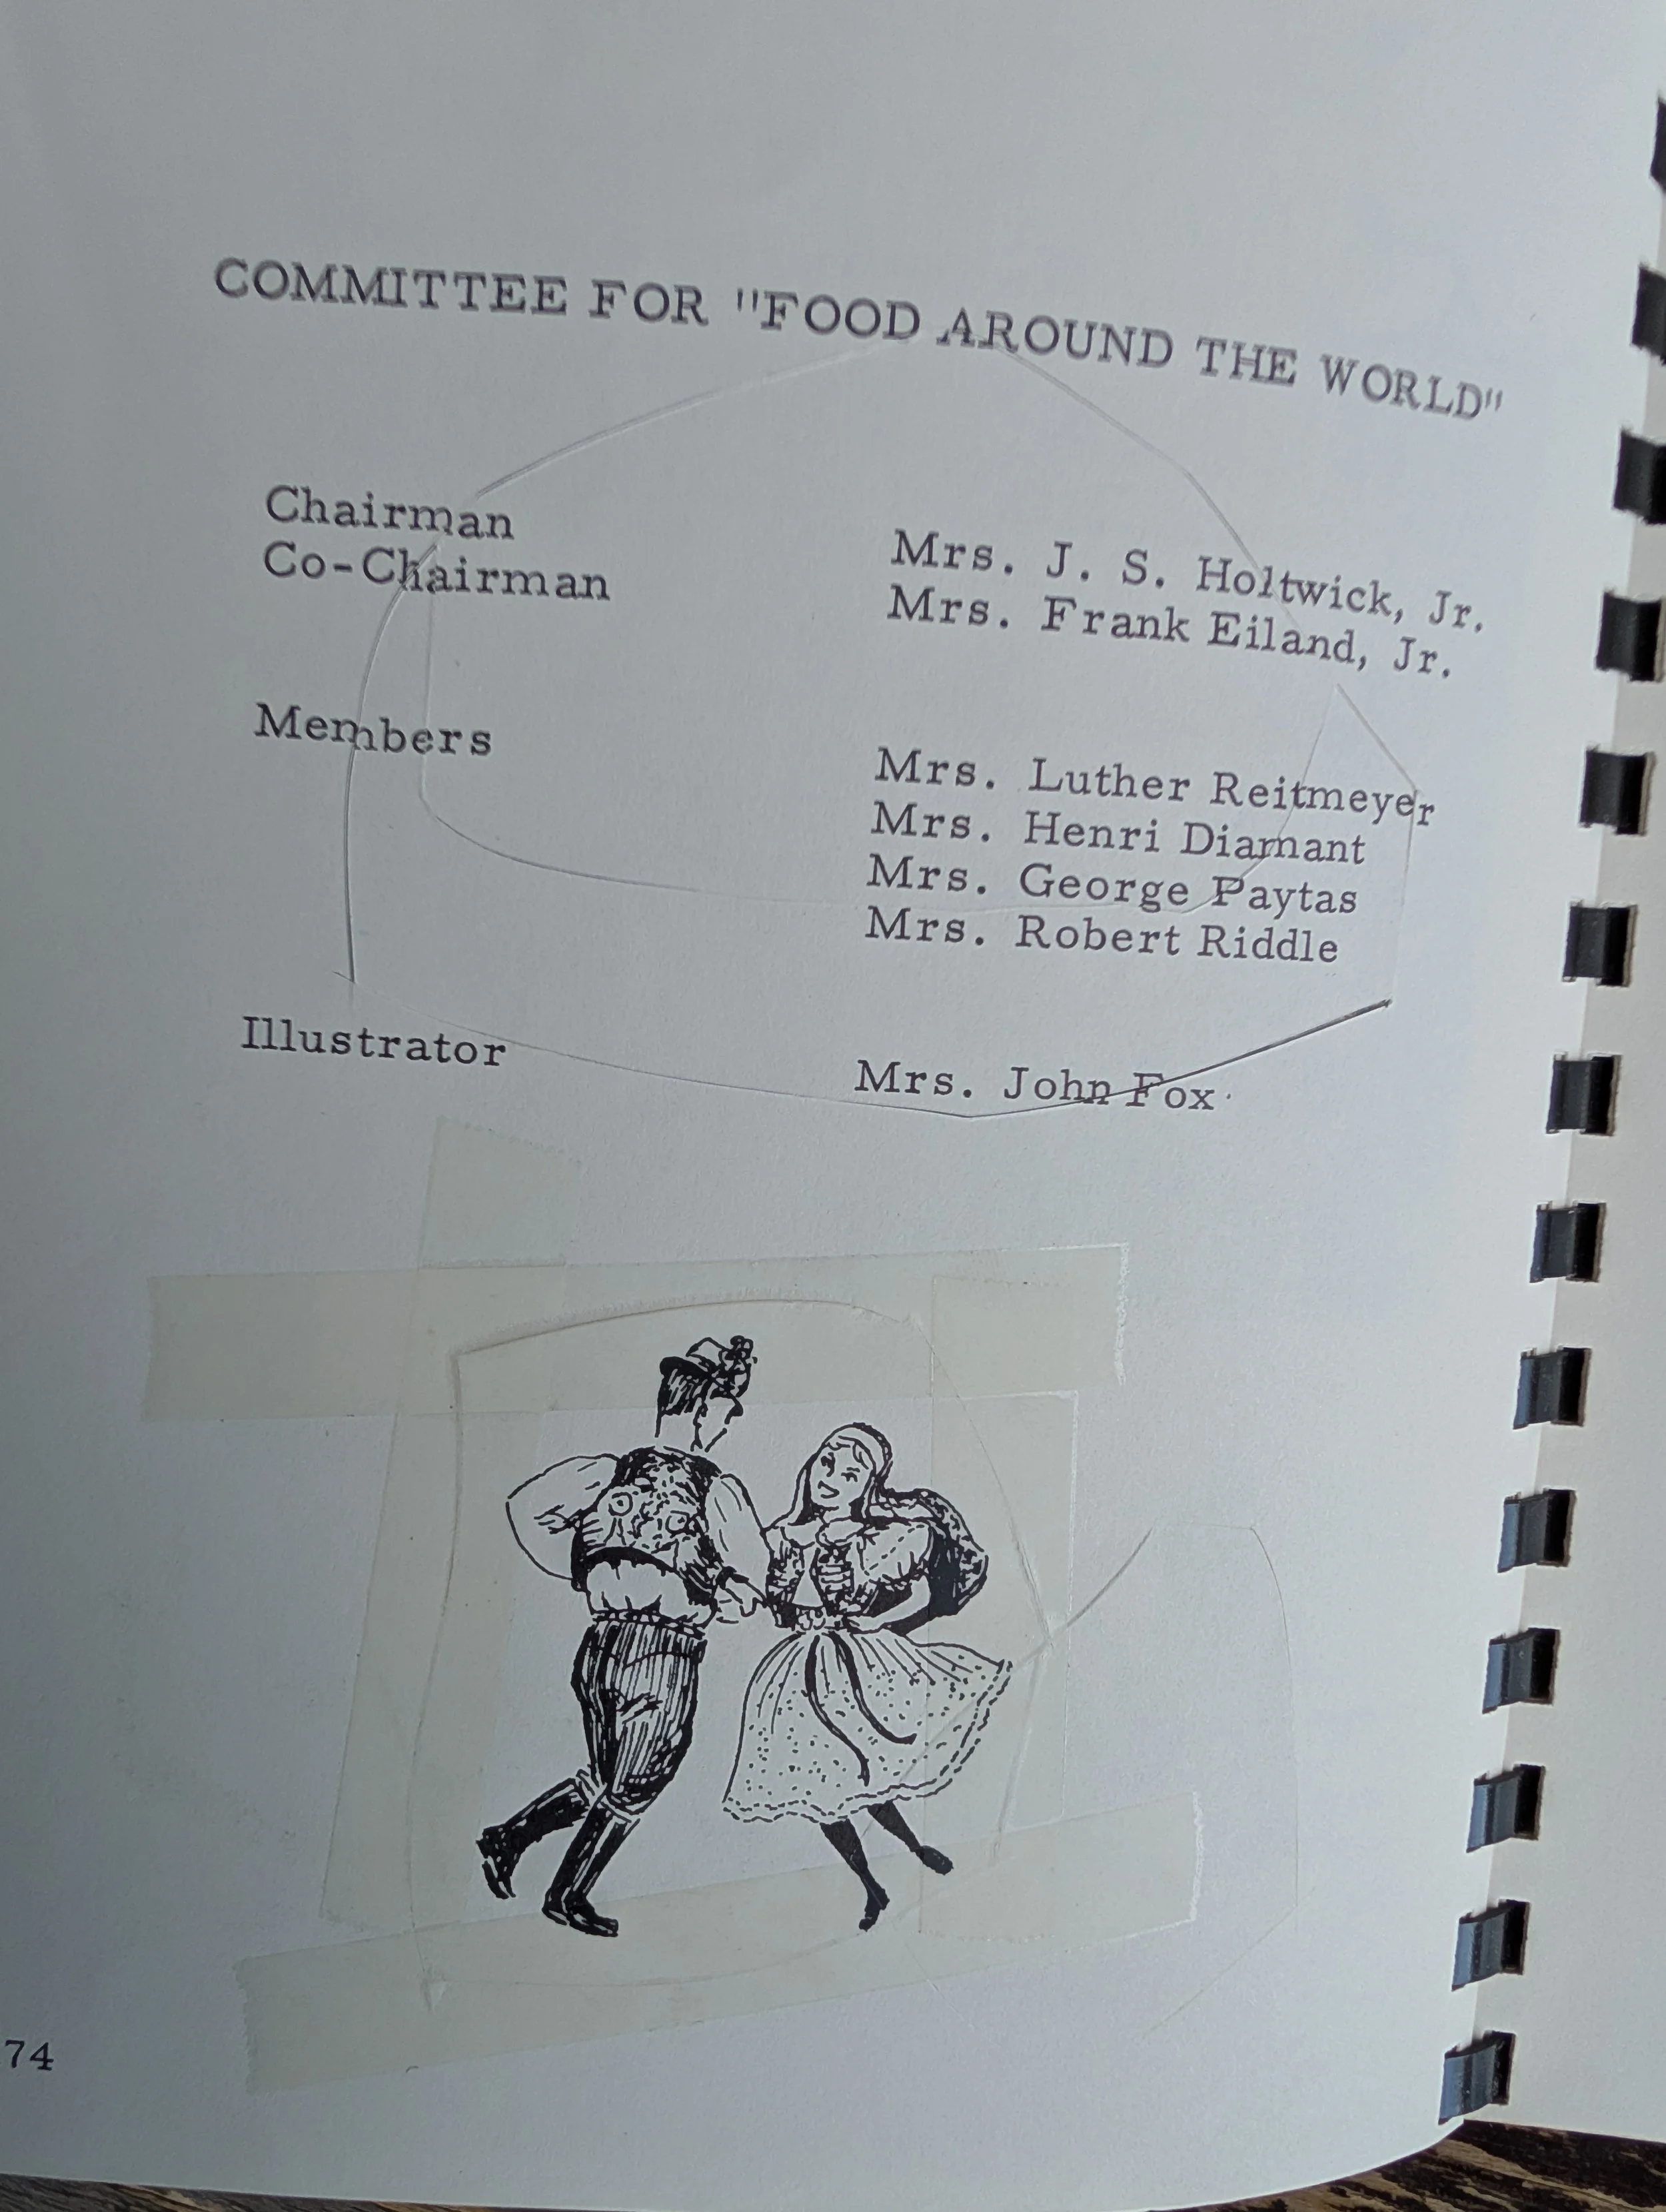 COMMITTEE FOR "FOOD AROUND THE WORLD"
Chairman Mrs. J. S. Holtwick, Jr.
Co-Chairman Mrs. Frank Eiland, Jr.
Members Mrs. Luther Reitmeyer
Mrs. Henri Diamant
Mrs. George Paytas
Mrs. Robert Riddle
Illustrator Mrs. John Fox
74